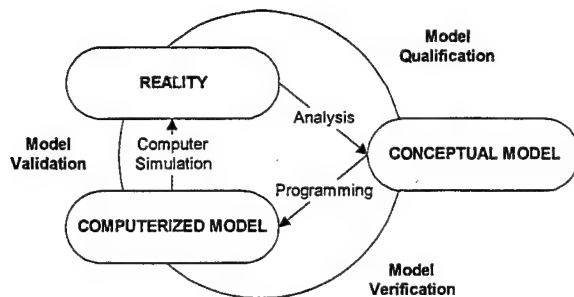 Model
Qualification
REALITY
Analysis
Model
Validation
Computer
Simulation
CONCEPTUAL MODEL
Programming
COMPUTERIZED MODEL
Model
Verification